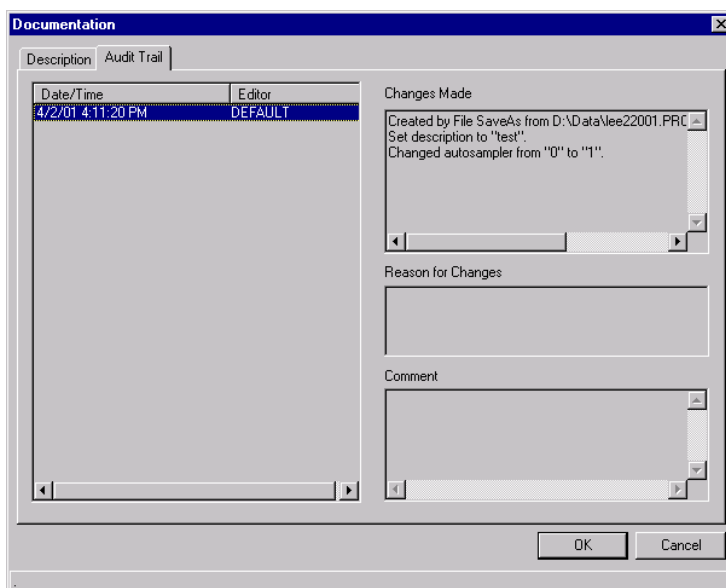 Documentation
Description Audit Trail
Date/Time Editor
4/2/01 4:11:20 PM DEFAULT
Changes Made
Created by File SaveAs from D:\Data\lee22001.PRC
Set description to "test".
Changed autosampler from "0" to "1".
Reason for Changes
Comment
OK Cancel